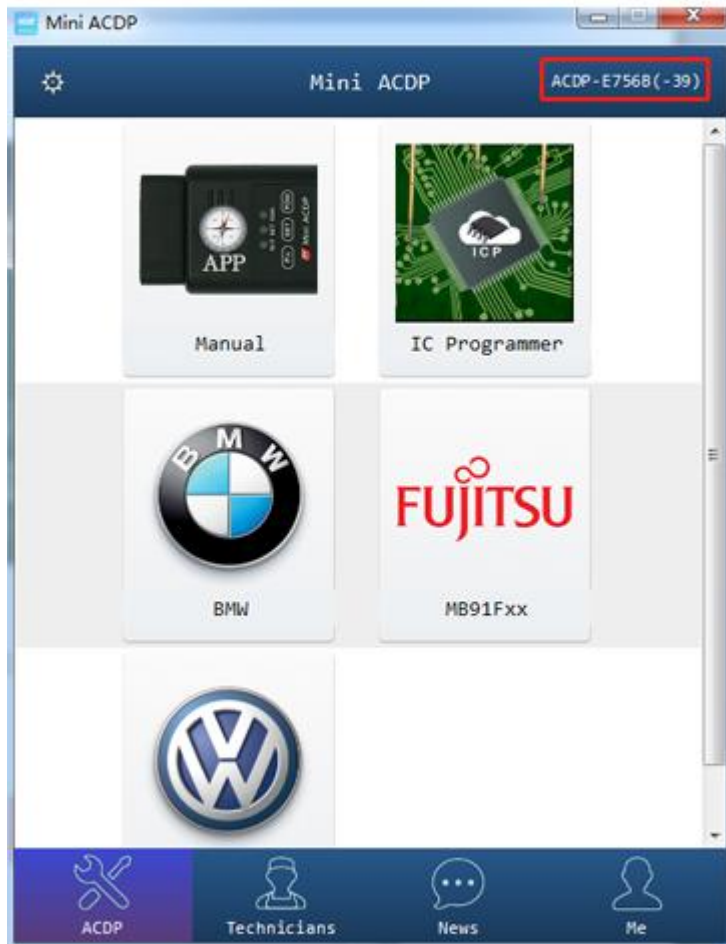 Mini ACDP
Mini ACDP
ACDP-E756B(-39)
APP
Mini ACDP
ICP
Manual
IC Programmer
BMW
FUJITSU
BMW
MB91Fxx
ACDP
Technicians
News
Me